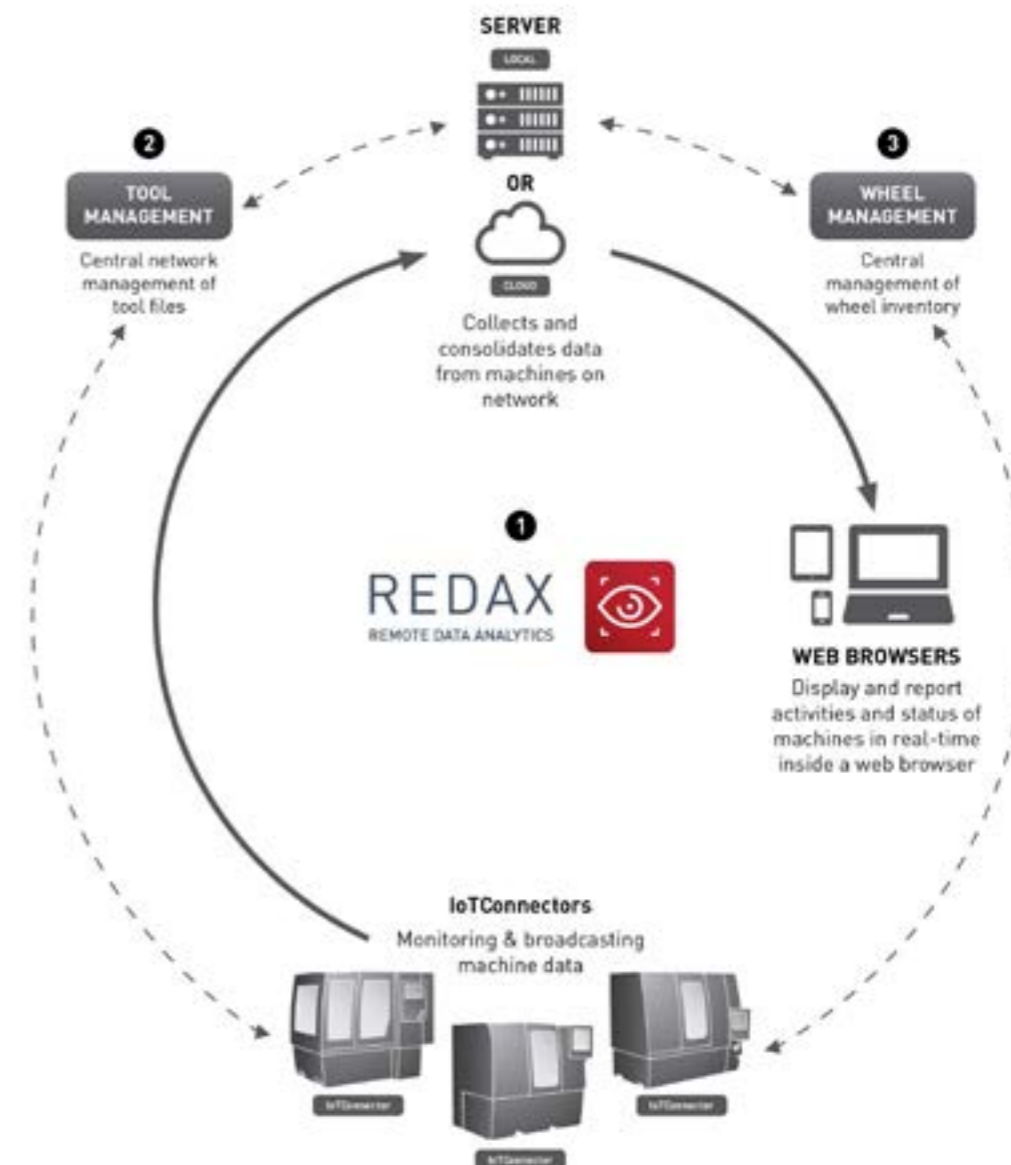 SERVER
LOCAL
OR
CLOUD
Collects and
consolidates data
from machines on
network
2
TOOL
MANAGEMENT
Central network
management of
tool files
3
WHEEL
MANAGEMENT
Central
management of
wheel inventory
1
REDAX
REMOTE DATA ANALYTICS
WEB BROWSERS
Display and report
activities and status of
machines in real-time
inside a web browser
IoTConnectors
Monitoring & broadcasting
machine data
IoTConnector
IoTConnector
IoTConnector